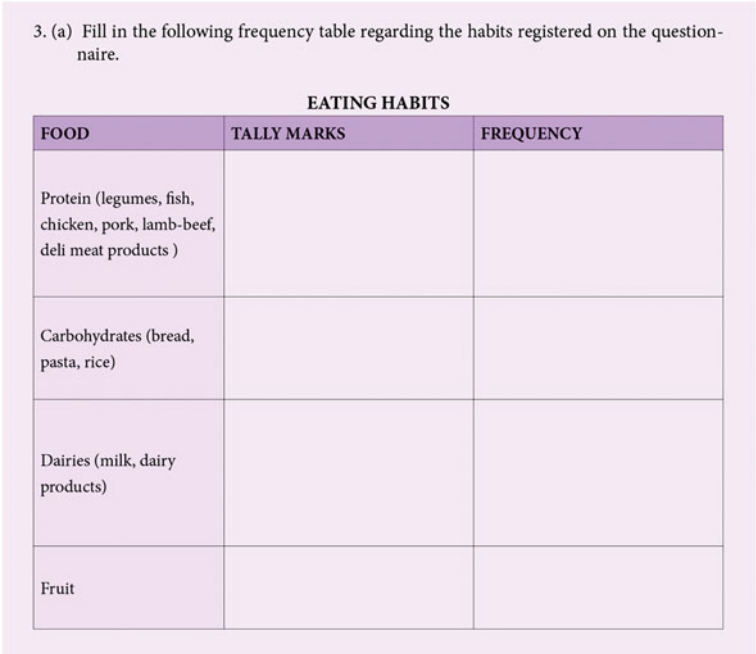 3. (a) Fill in the following frequency table regarding the habits registered on the question-
naire.
EATING HABITS
FOOD TALLY MARKS FREQUENCY
Protein (legumes, fish,
chicken, pork, lamb-beef,
deli meat products )
Carbohydrates (bread,
pasta, rice)
Dairies (milk, dairy
products)
Fruit